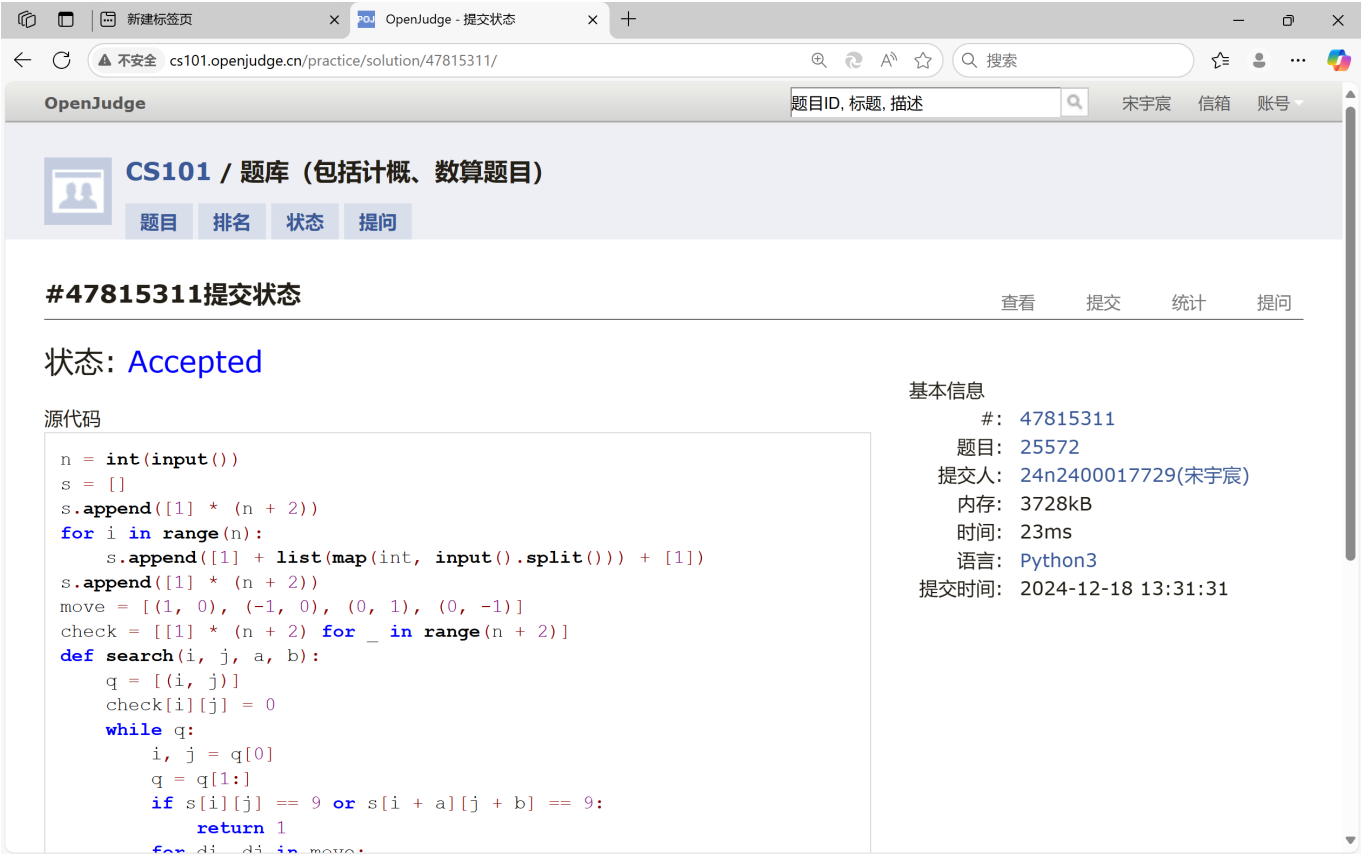 新建标签页
OpenJudge - 提交状态
不安全 cs101.openjudge.cn/practice/solution/47815311/
搜索
OpenJudge
题目ID, 标题, 描述
宋宇宸 信箱 账号
CS101 / 题库（包括计概、数算题目）
题目 排名 状态 提问
#47815311提交状态
查看 提交 统计 提问
状态: Accepted
源代码
n = int(input())
s = []
s.append([1] * (n + 2))
for i in range(n):
    s.append([1] + list(map(int, input().split())) + [1])
s.append([1] * (n + 2))
move = [(1, 0), (-1, 0), (0, 1), (0, -1)]
check = [[1] * (n + 2) for _ in range(n + 2)]
def search(i, j, a, b):
    q = [(i, j)]
    check[i][j] = 0
    while q:
        i, j = q[0]
        q = q[1:]
        if s[i][j] == 9 or s[i + a][j + b] == 9:
            return 1
        for di, dj in move:
基本信息
#: 47815311
题目: 25572
提交人: 24n2400017729(宋宇宸)
内存: 3728kB
时间: 23ms
语言: Python3
提交时间: 2024-12-18 13:31:31